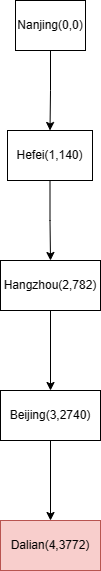 Nanjing(0,0)
Hefei(1,140)
Hangzhou(2,782)
Beijing(3,2740)
Dalian(4,3772)